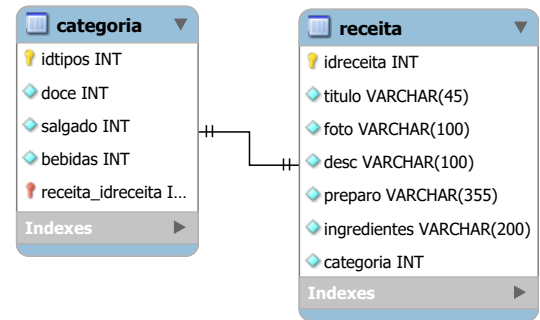 categoria
idtipos INT
doce INT
salgado INT
bebidas INT
receita_idreceita I...
Indexes
receita
idreceita INT
titulo VARCHAR(45)
foto VARCHAR(100)
desc VARCHAR(100)
preparo VARCHAR(355)
ingredientes VARCHAR(200)
categoria INT
Indexes